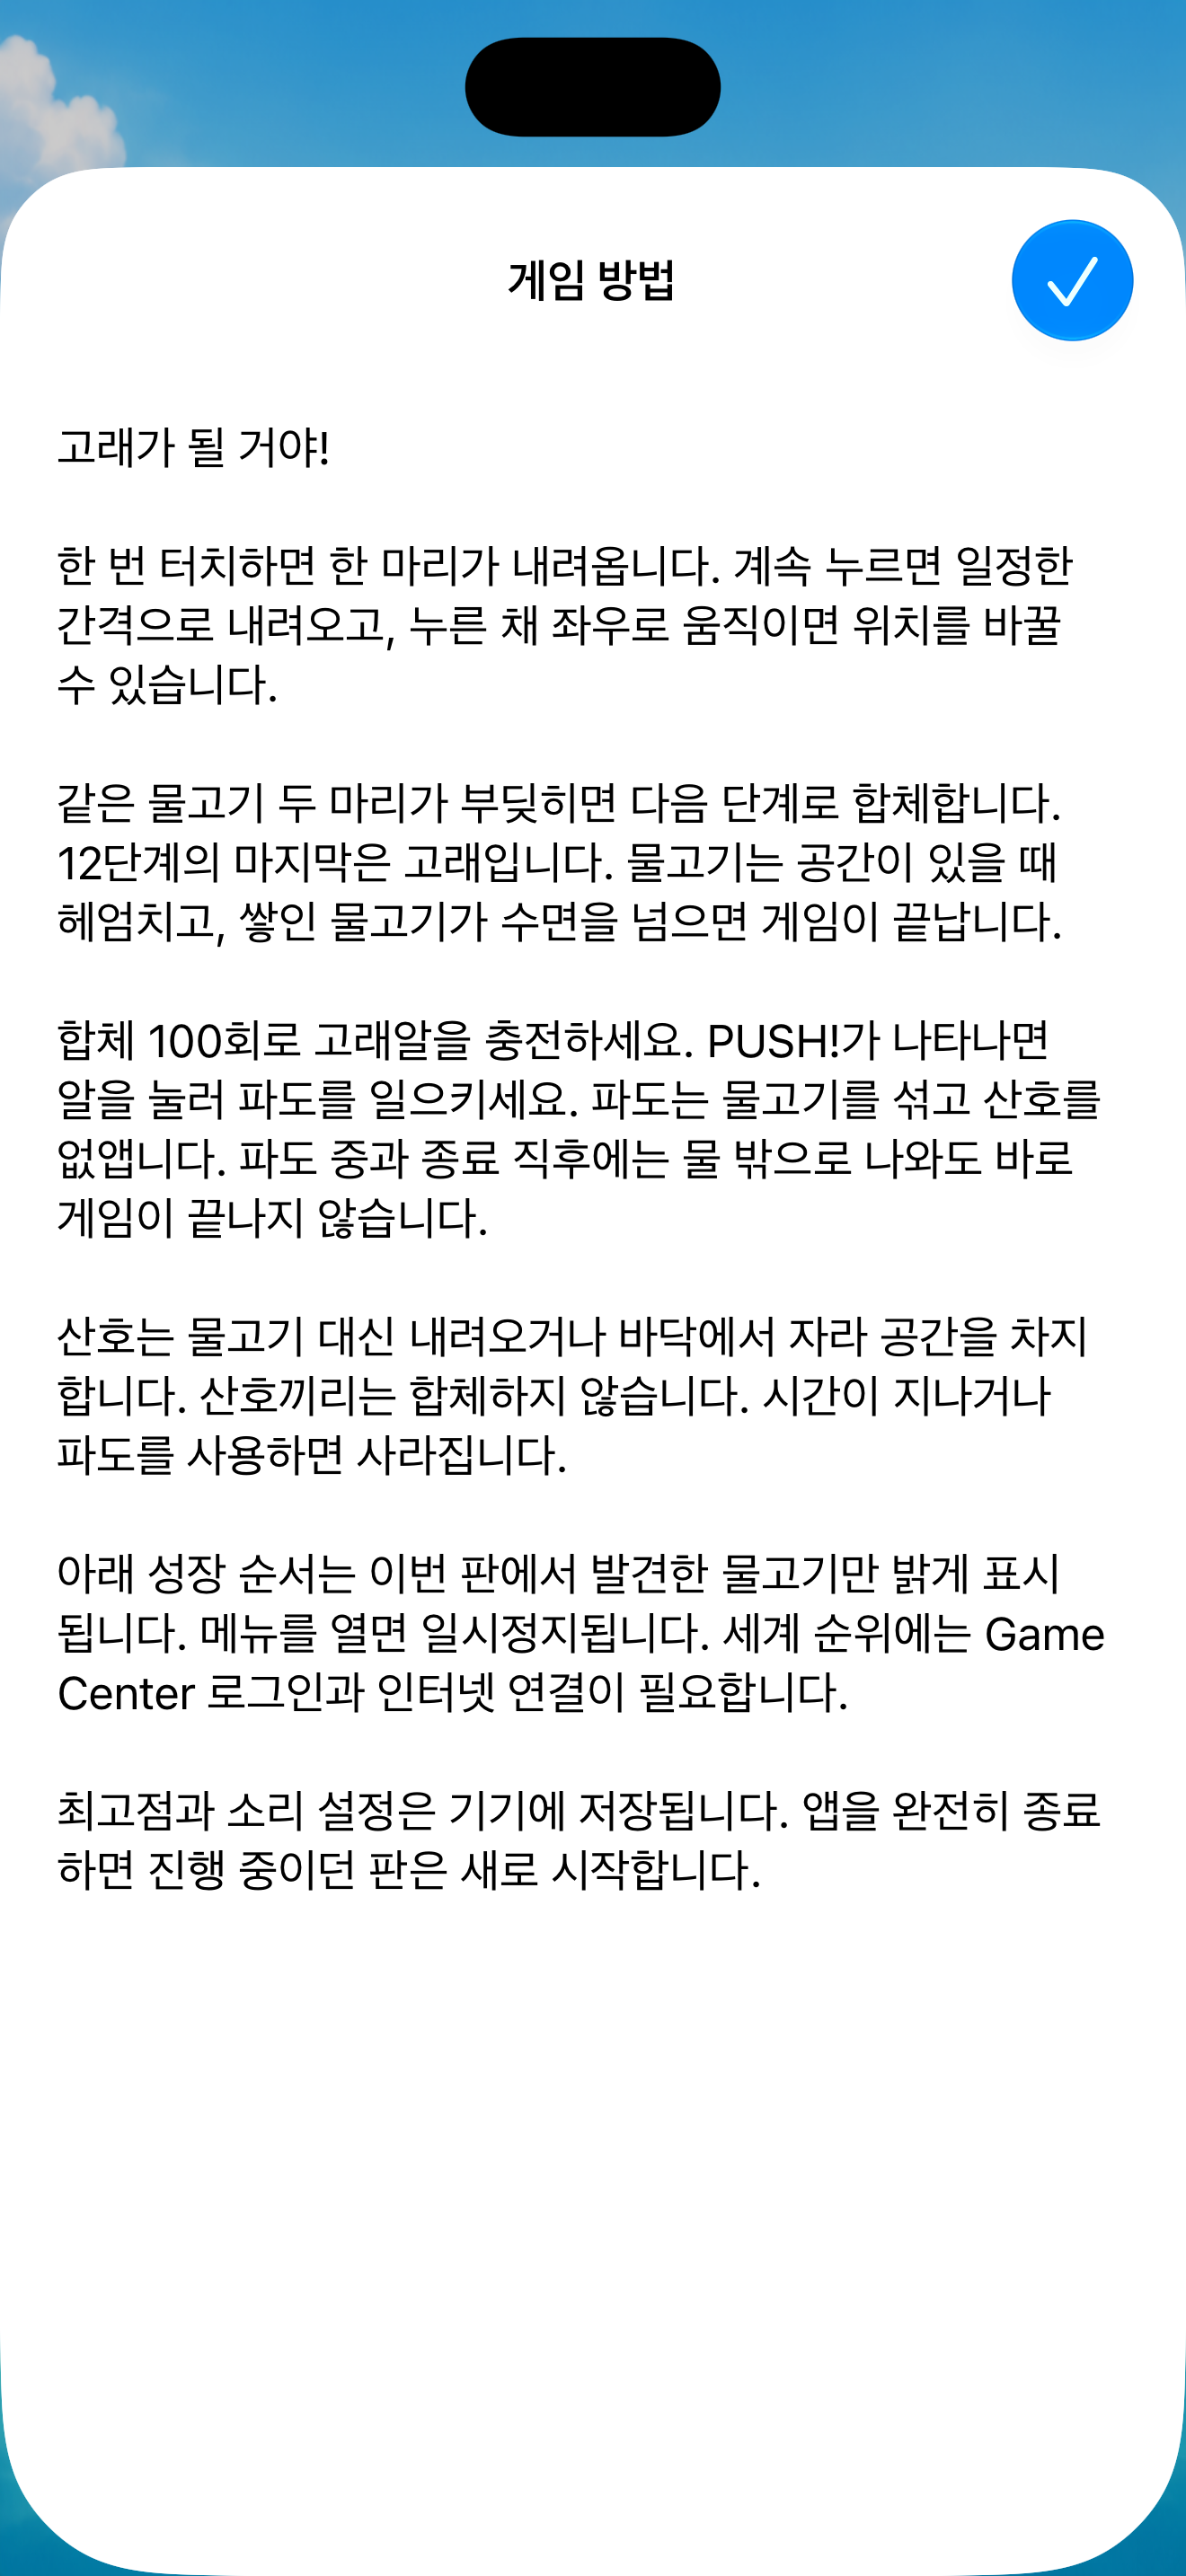 게임 방법
고래가 될 거야!
한 번 터치하면 한 마리가 내려옵니다. 계속 누르면 일정한
간격으로 내려오고, 누른 채 좌우로 움직이면 위치를 바꿀
수 있습니다.
같은 물고기 두 마리가 부딪히면 다음 단계로 합체합니다.
12단계의 마지막은 고래입니다. 물고기는 공간이 있을 때
헤엄치고, 쌓인 물고기가 수면을 넘으면 게임이 끝납니다.
합체 100회로 고래알을 충전하세요. PUSH!가 나타나면
알을 눌러 파도를 일으키세요. 파도는 물고기를 섞고 산호를
없앱니다. 파도 중과 종료 직후에는 물 밖으로 나와도 바로
게임이 끝나지 않습니다.
산호는 물고기 대신 내려오거나 바닥에서 자라 공간을 차지
합니다. 산호끼리는 합체하지 않습니다. 시간이 지나거나
파도를 사용하면 사라집니다.
아래 성장 순서는 이번 판에서 발견한 물고기만 밝게 표시
됩니다. 메뉴를 열면 일시정지됩니다. 세계 순위에는 Game
Center 로그인과 인터넷 연결이 필요합니다.
최고점과 소리 설정은 기기에 저장됩니다. 앱을 완전히 종료
하면 진행 중이던 판은 새로 시작합니다.